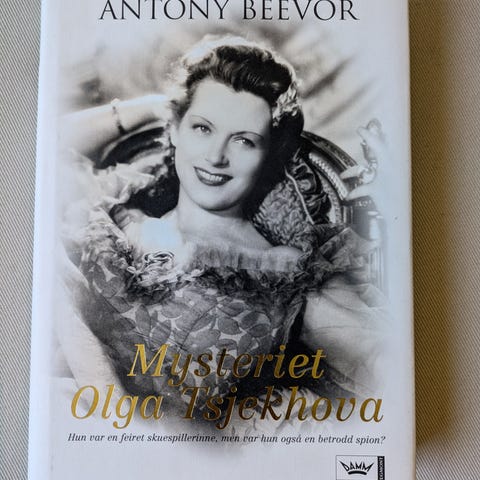 ANTONY BEEVOR
Mysteriet
Olga Tsjekhova
Hun var en feiret skuespillerinne, men var hun også en betrodd spion?
DAMM